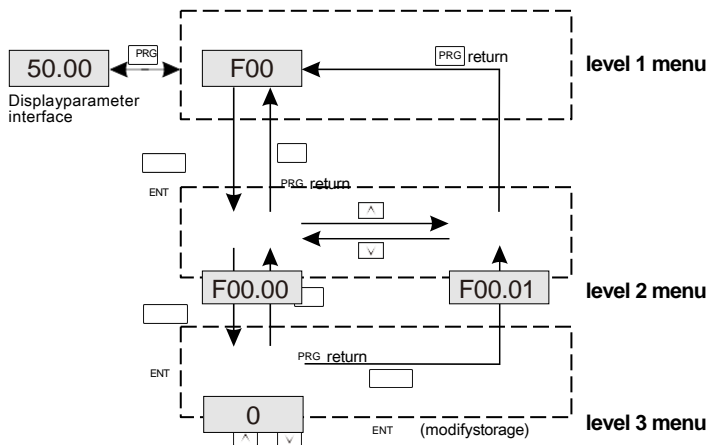 PRG
PRG return
50.00
F00
level 1 menu
Displayparameter
interface
ENT
PRG return
^
v
F00.00
F00.01
level 2 menu
ENT
PRG return
0
ENT (modifystorage)
level 3 menu
^ v